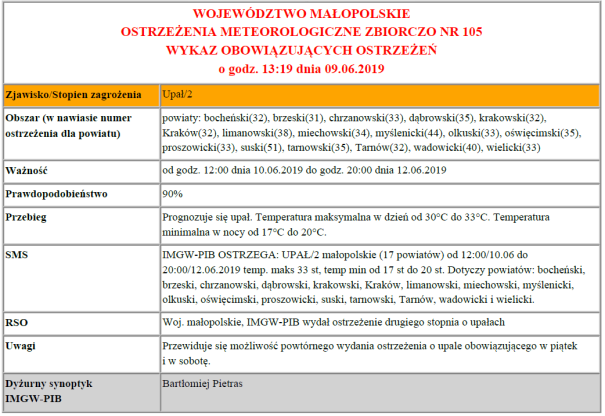 WOJEWÓDZTWO MAŁOPOLSKIE
OSTRZEŻENIA METEOROLOGICZNE ZBIORCZO NR 105
WYKAZ OBOWIĄZUJĄCYCH OSTRZEŻEŃ
o godz. 13:19 dnia 09.06.2019
Zjawisko/Stopien zagrożenia Upał/2
Obszar (w nawiasie numer
ostrzeżenia dla powiatu)
powiaty: bocheński(32), brzeski(31), chrzanowski(33), dąbrowski(35), krakowski(32),
Kraków(32), limanowski(38), miechowski(34), myślenicki(44), olkuski(33), oświęcimski(35),
proszowicki(33), suski(51), tarnowski(35), Tarnów(32), wadowicki(40), wielicki(33)
Ważność od godz. 12:00 dnia 10.06.2019 do godz. 20:00 dnia 12.06.2019
Prawdopodobieństwo 90%
Przebieg Prognozuje się upał. Temperatura maksymalna w dzień od 30°C do 33°C. Temperatura
minimalna w nocy od 17°C do 20°C.
SMS IMGW-PIB OSTRZEGA: UPAŁ/2 małopolskie (17 powiatów) od 12:00/10.06 do
20:00/12.06.2019 temp. maks 33 st, temp min od 17 st do 20 st. Dotyczy powiatów: bocheński,
brzeski, chrzanowski, dąbrowski, krakowski, Kraków, limanowski, miechowski, myślenicki,
olkuski, oświęcimski, proszowicki, suski, tarnowski, Tarnów, wadowicki i wielicki.
RSO Woj. małopolskie, IMGW-PIB wydał ostrzeżenie drugiego stopnia o upałach
Uwagi Przewiduje się możliwość powtórnego wydania ostrzeżenia o upale obowiązującego w piątek
i w sobotę.
Dyżurny synoptyk
IMGW-PIB
Bartłomiej Pietras